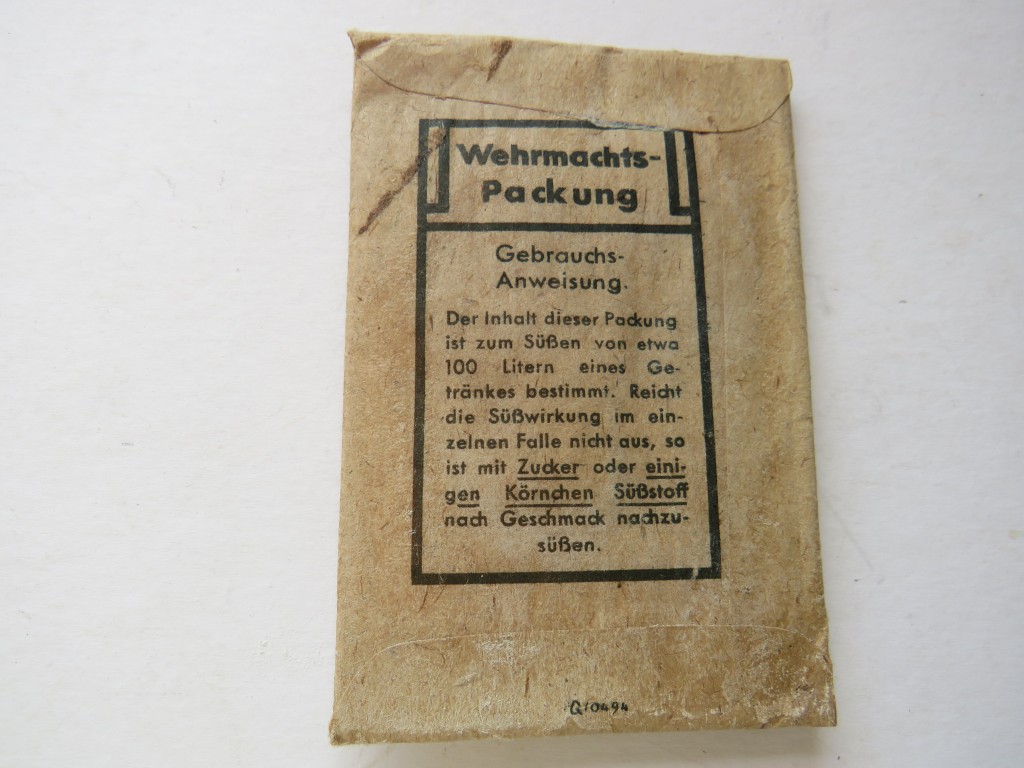 Wehrmachts-
Packung
Gebrauchs-
Anweisung.
Der Inhalt dieser Packung
ist zum Süßen von etwa
100 Litern eines Ge-
tränkes bestimmt. Reicht
die Süßwirkung im ein-
zelnen Falle nicht aus, so
ist mit Zucker oder eini-
gen Körnchen Süßstoff
nach Geschmack nachzu-
süßen.
Q10494